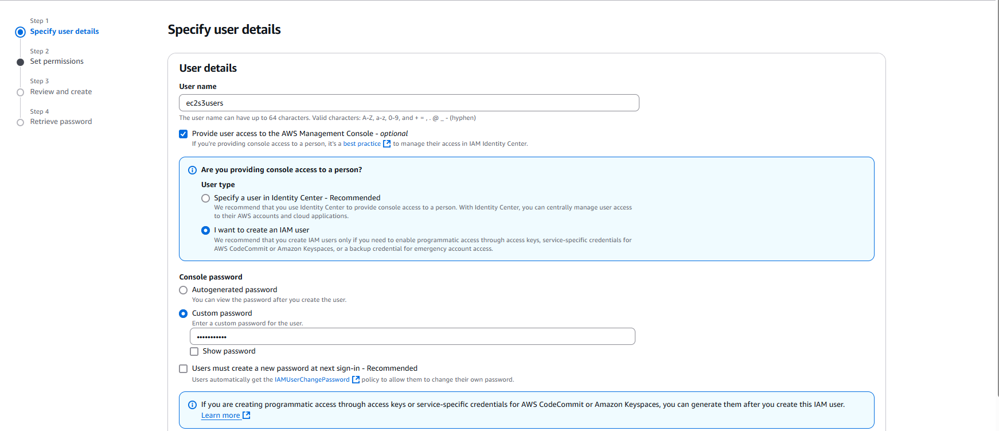 Step 1
Specify user details
Step 2
Set permissions
Step 3
Review and create
Step 4
Retrieve password
Specify user details
User details
User name
ec2s3users
The user name can have up to 64 characters. Valid characters: A-Z, a-z, 0-9, and + = , . @ _ - (hyphen)
Provide user access to the AWS Management Console - optional
If you're providing console access to a person, it's a best practice to manage their access in IAM Identity Center.
Are you providing console access to a person?
User type
Specify a user in Identity Center - Recommended
We recommend that you use Identity Center to provide console access to a person. With Identity Center, you can centrally manage user access
to their AWS accounts and cloud applications.
I want to create an IAM user
We recommend that you create IAM users only if you need to enable programmatic access through access keys, service-specific credentials for
AWS CodeCommit or Amazon Keyspaces, or a backup credential for emergency account access.
Console password
Autogenerated password
You can view the password after you create the user.
Custom password
Enter a custom password for the user.
•••••••••••
Show password
Users must create a new password at next sign-in - Recommended
Users automatically get the IAMUserChangePassword policy to allow them to change their own password.
If you are creating programmatic access through access keys or service-specific credentials for AWS CodeCommit or Amazon Keyspaces, you can generate them after you create this IAM user.
Learn more